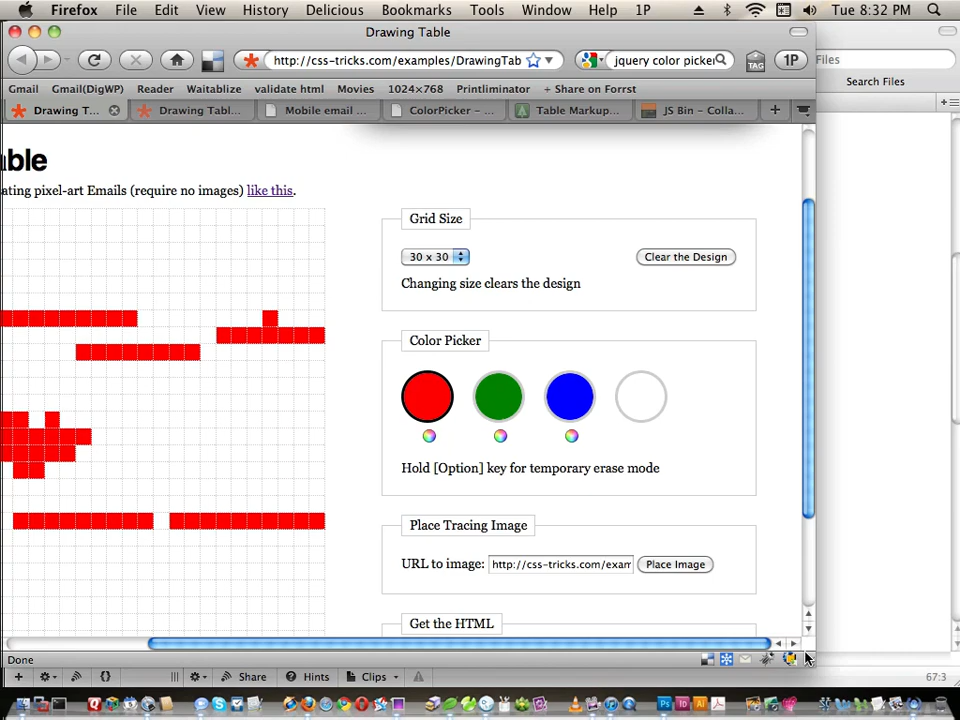 Firefox File Edit View History Delicious Bookmarks Tools Window Help 1P Tue 8:32 PM
Drawing Table
http://css-tricks.com/examples/DrawingTab
jquery color picker
TAG
1P
Files
Gmail Gmail(DigWP) Reader Waitablize validate html Movies 1024×768 Printliminator + Share on Forrst
Search Files
Drawing T... Drawing Tabl... Mobile email ... ColorPicker – ... Table Markup... JS Bin – Colla...
able
ating pixel-art Emails (require no images) like this.
Grid Size
30 x 30
Clear the Design
Changing size clears the design
Color Picker
Hold [Option] key for temporary erase mode
Place Tracing Image
URL to image: http://css-tricks.com/exam Place Image
Get the HTML
Done
Share Hints Clips
67:3